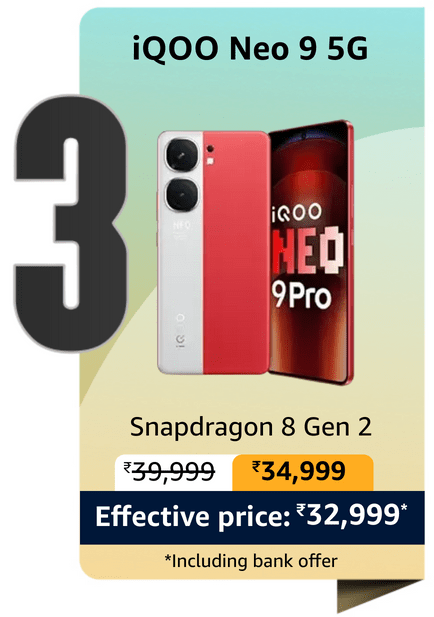 3
iQOO Neo 9 5G
NEO
iQOO
iQOO
NEO
9Pro
Snapdragon 8 Gen 2
₹39,999 ₹34,999
Effective price: ₹32,999*
*Including bank offer